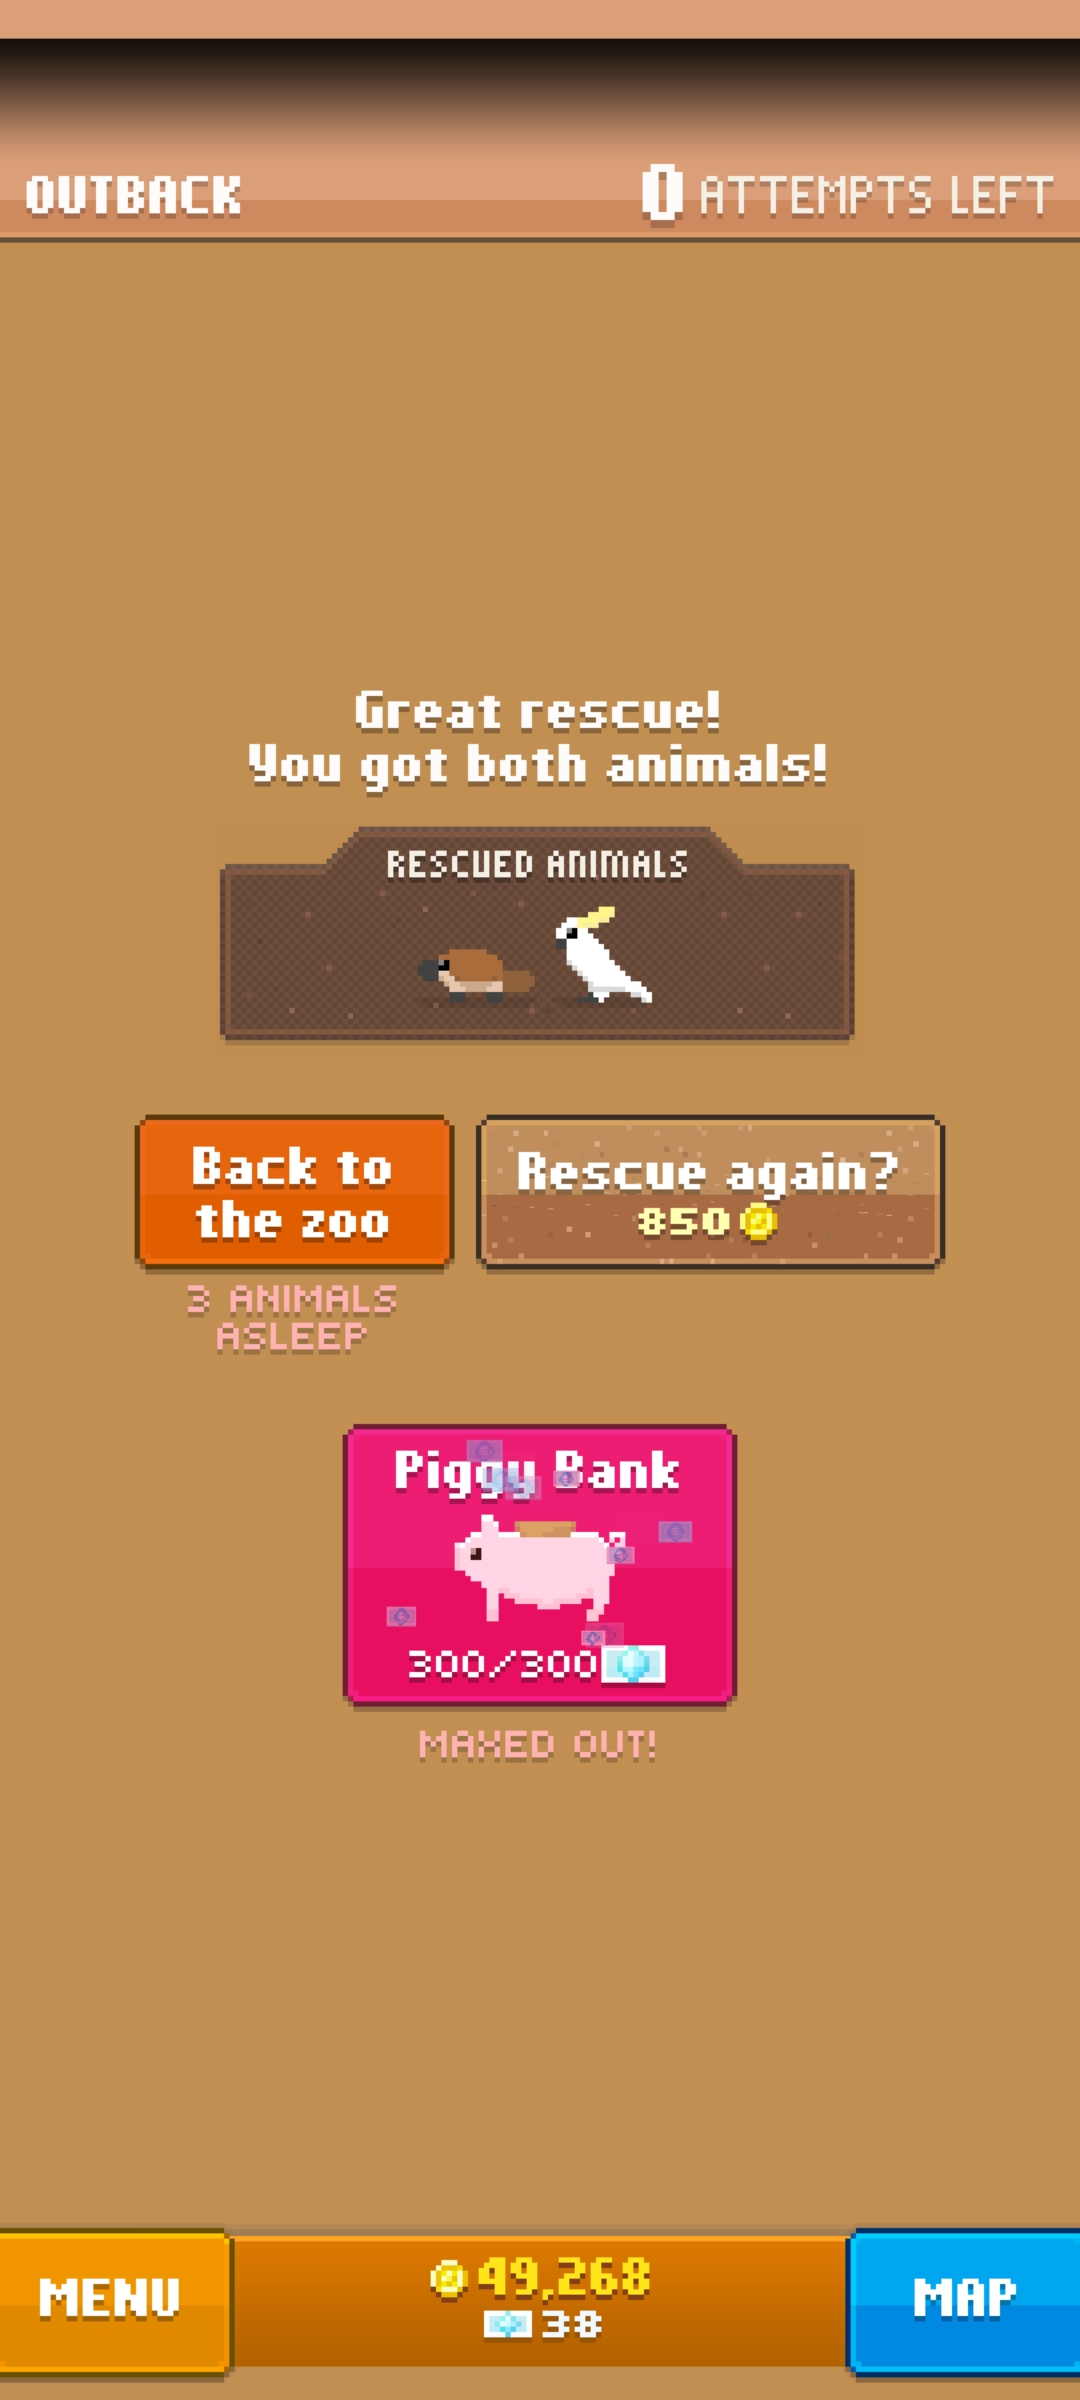 OUTBACK
0 ATTEMPTS LEFT
Great rescue!
You got both animals!
RESCUED ANIMALS
Back to
the zoo
Rescue again?
850
3 ANIMALS
ASLEEP
Piggy Bank
300/300
MAXED OUT!
MENU
49,268
38
MAP